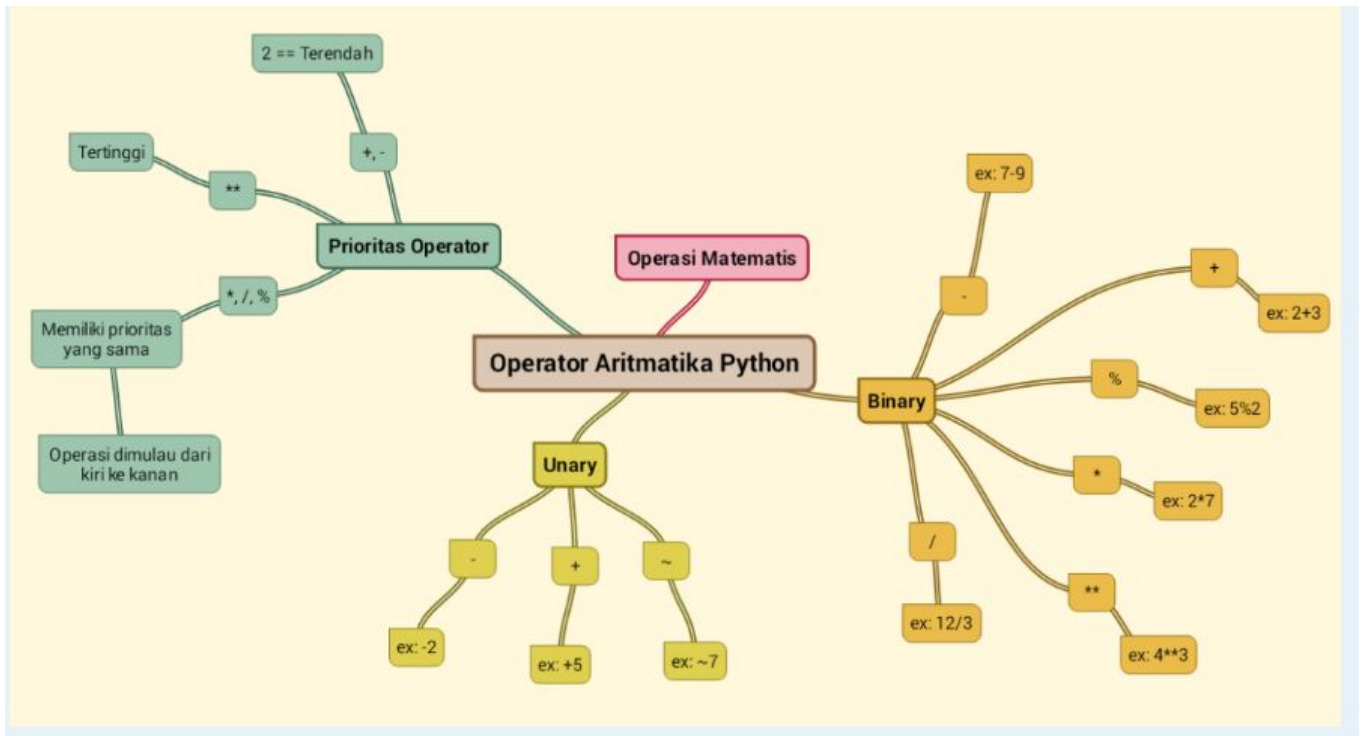 2 == Terendah
+, -
Tertinggi
**
Prioritas Operator
*, /, %
Memiliki prioritas
yang sama
Operasi dimulau dari
kiri ke kanan
Operasi Matematis
Operator Aritmatika Python
Unary
-
ex: -2
+
ex: +5
~
ex: ~7
Binary
-
ex: 7-9
+
ex: 2+3
%
ex: 5%2
*
ex: 2*7
**
ex: 4**3
/
ex: 12/3